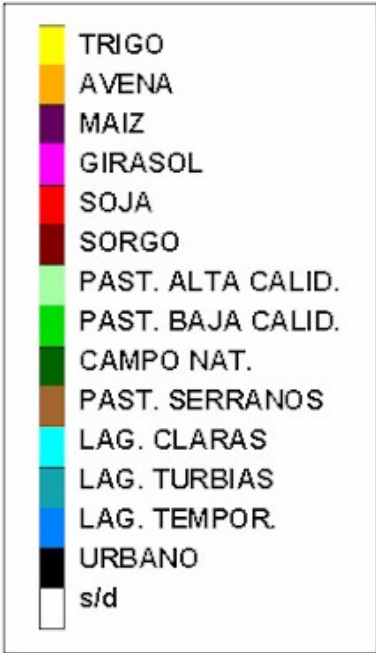 TRIGO
AVENA
MAIZ
GIRASOL
SOJA
SORGO
PAST. ALTA CALID.
PAST. BAJA CALID.
CAMPO NAT.
PAST. SERRANOS
LAG. CLARAS
LAG. TURBIAS
LAG. TEMPOR.
URBANO
s/d